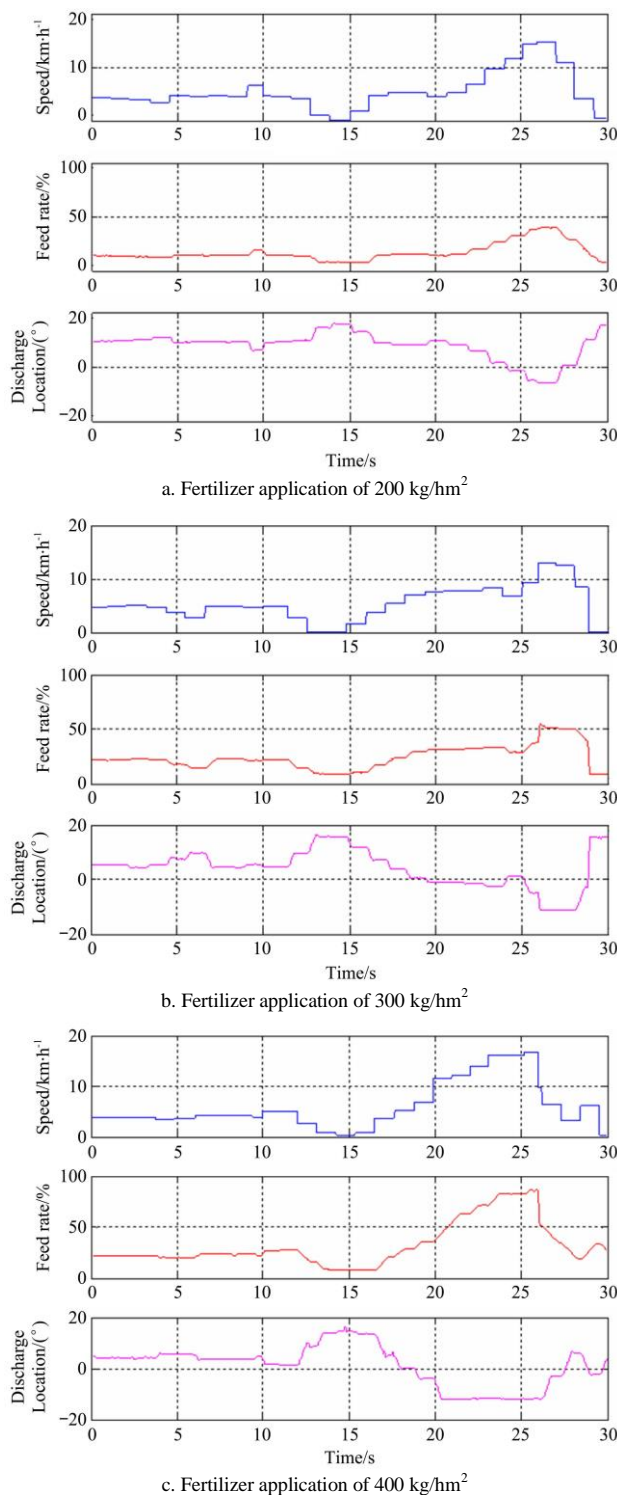 20
Speed/km·h⁻¹
10
0
0 5 10 15 20 25 30
100
Feed rate/%
50
0
0 5 10 15 20 25 30
20
Discharge
Location/(°)
0
−20
0 5 10 15 20 25 30
Time/s
a. Fertilizer application of 200 kg/hm²
20
Speed/km·h⁻¹
10
0
0 5 10 15 20 25 30
100
Feed rate/%
50
0
0 5 10 15 20 25 30
20
Discharge
Location/(°)
0
−20
0 5 10 15 20 25 30
Time/s
b. Fertilizer application of 300 kg/hm²
20
Speed/km·h⁻¹
10
0
0 5 10 15 20 25 30
100
Feed rate/%
50
0
0 5 10 15 20 25 30
20
Discharge
Location/(°)
0
−20
0 5 10 15 20 25 30
Time/s
c. Fertilizer application of 400 kg/hm²